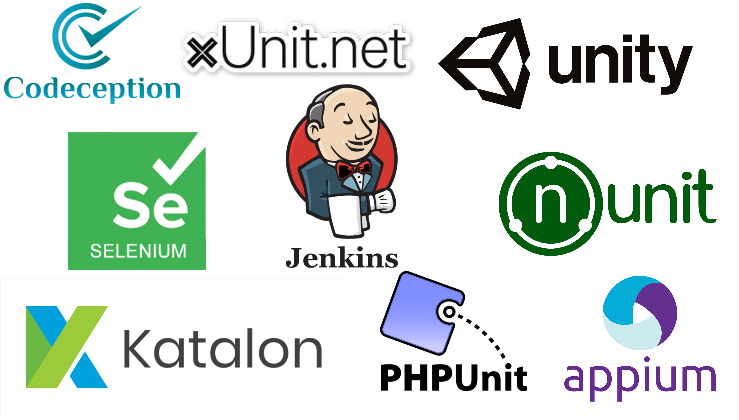 Codeception
xUnit.net
unity
Se
SELENIUM
Jenkins
nunit
Katalon
PHPUnit
appium